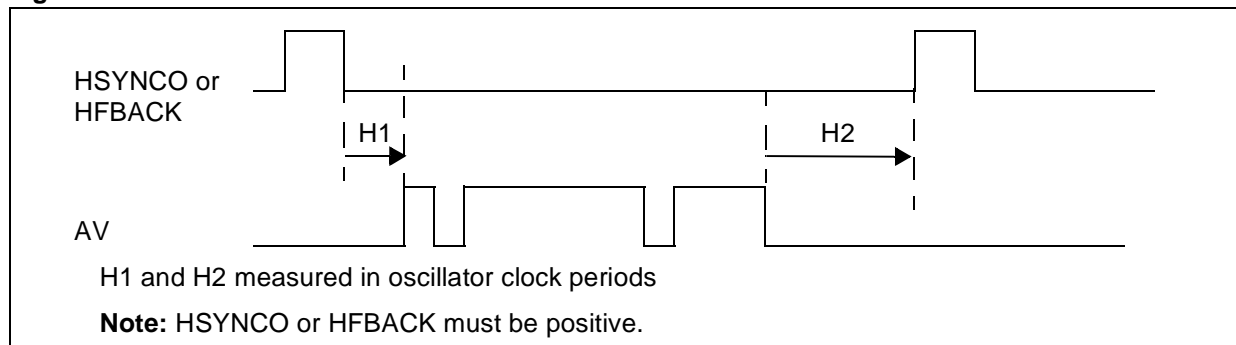 HSYNCO or
HFBACK
H1
H2
AV
H1 and H2 measured in oscillator clock periods
Note: HSYNCO or HFBACK must be positive.